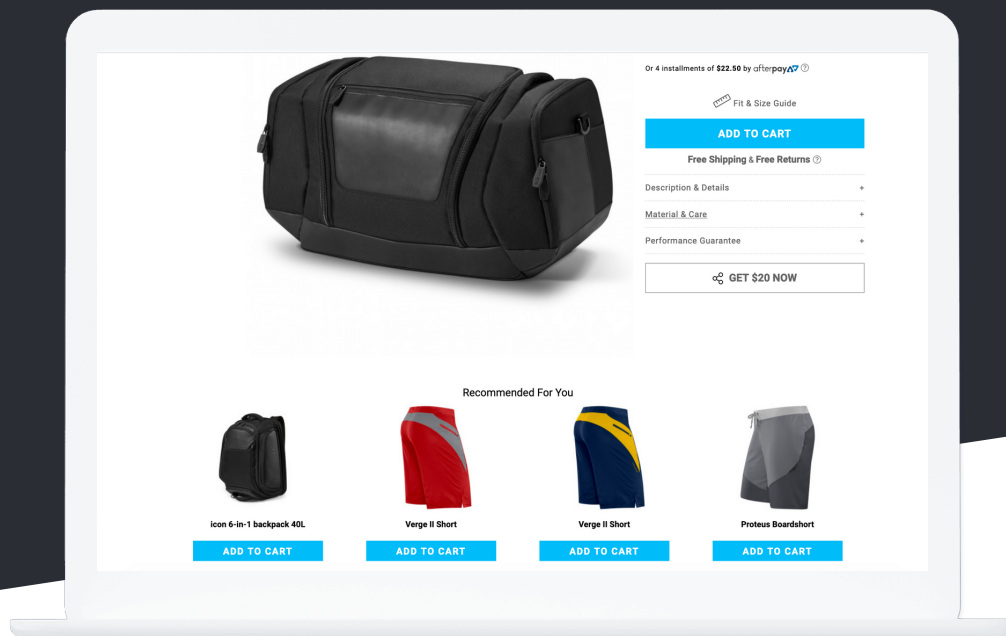 Or 4 installments of $22.50 by afterpay
Fit & Size Guide
ADD TO CART
Free Shipping & Free Returns
Description & Details +
Material & Care +
Performance Guarantee +
GET $20 NOW
Recommended For You
icon 6-in-1 backpack 40L
Verge II Short
Verge II Short
Proteus Boardshort
ADD TO CART
ADD TO CART
ADD TO CART
ADD TO CART